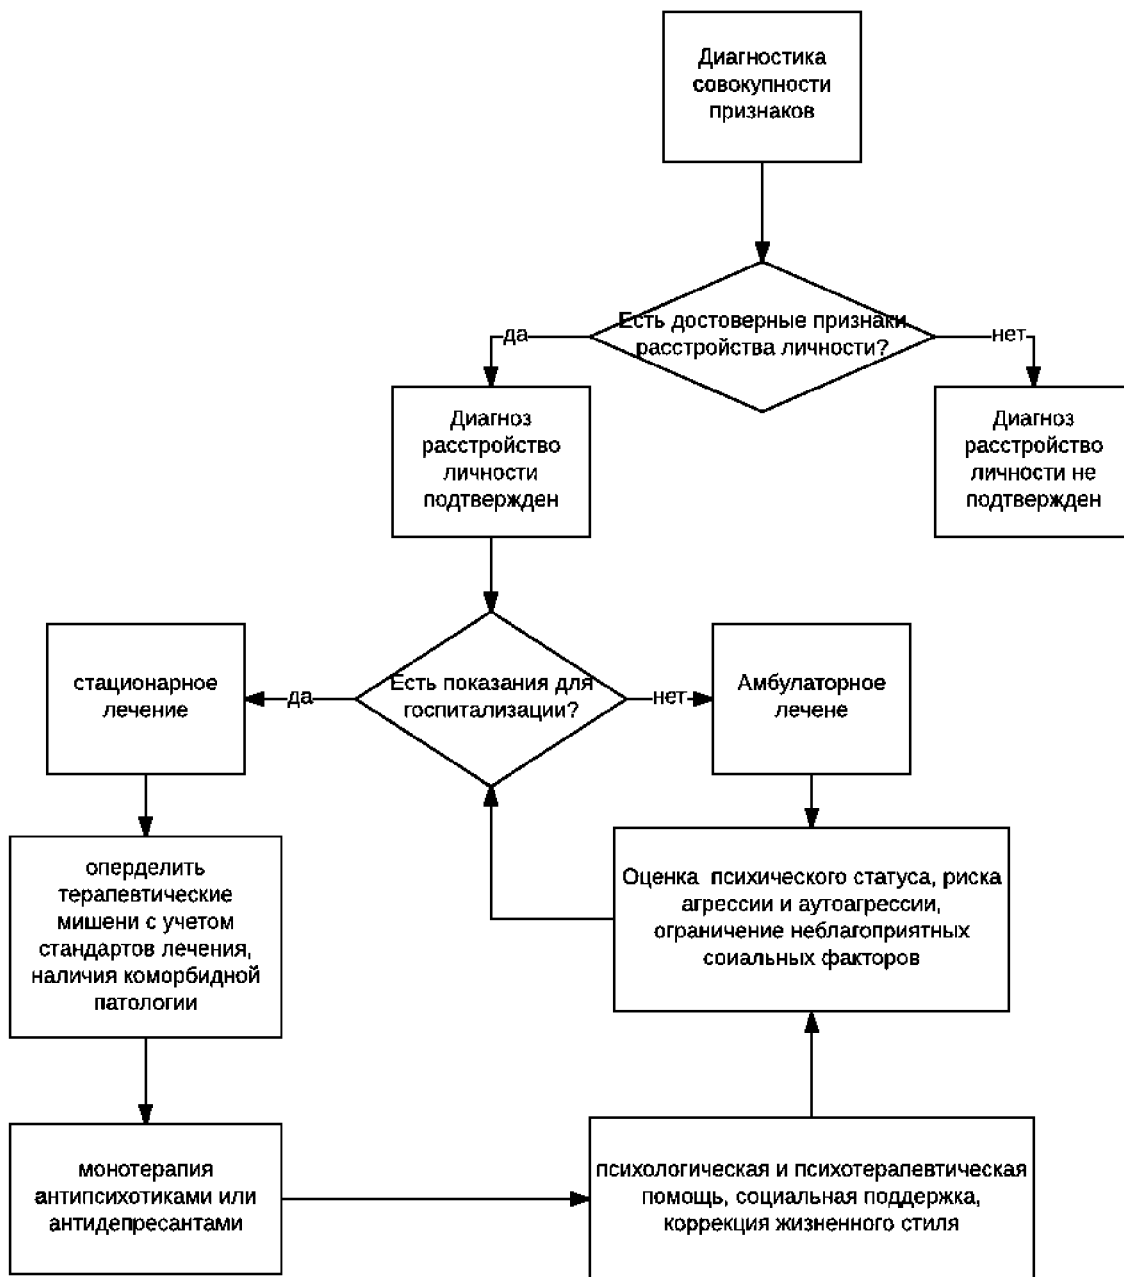 Диагностика
совокупности
признаков
Есть достоверные признаки
расстройства личности?
да
нет
Диагноз
расстройство
личности
подтвержден
Диагноз
расстройство
личности не
подтвержден
стационарное
лечение
да
Есть показания для
госпитализации?
нет
Амбулаторное
лечене
оперделить
терапевтические
мишени с учетом
стандартов лечения,
наличия коморбидной
патологии
Оценка психического статуса, риска
агрессии и аутоагрессии,
ограничение неблагоприятных
соиальных факторов
монотерапия
антипсихотиками или
антидепресантами
психологическая и психотерапевтическая
помощь, социальная поддержка,
коррекция жизненного стиля